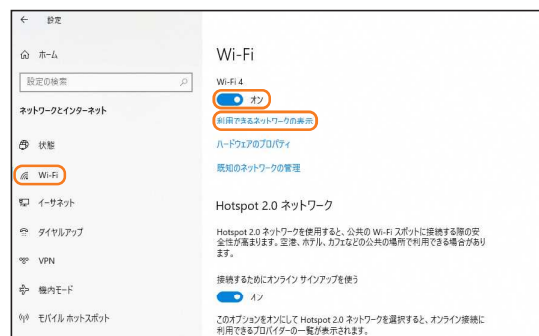 ← 設定
ホーム
設定の検索
ネットワークとインターネット
状態
Wi-Fi
イーサネット
ダイヤルアップ
VPN
機内モード
モバイル ホットスポット
Wi-Fi
Wi-Fi 4
オン
利用できるネットワークの表示
ハードウェアのプロパティ
既知のネットワークの管理
Hotspot 2.0 ネットワーク
Hotspot 2.0 ネットワークを使用すると、公共の Wi-Fi スポットに接続する際の安
全性が高まります。空港、ホテル、カフェなどの公共の場所で利用できる場合があり
ます。
接続するためにオンライン サインアップを使う
オン
このオプションをオンにして Hotspot 2.0 ネットワークを選択すると、オンライン接続に
利用できるプロバイダーの一覧が表示されます。